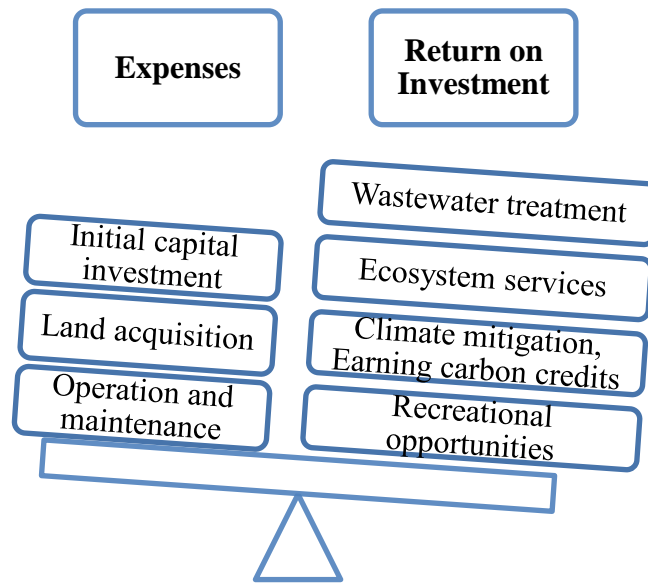 Expenses
Return on
Investment
Initial capital
investment
Land acquisition
Operation and
maintenance
Wastewater treatment
Ecosystem services
Climate mitigation,
Earning carbon credits
Recreational
opportunities